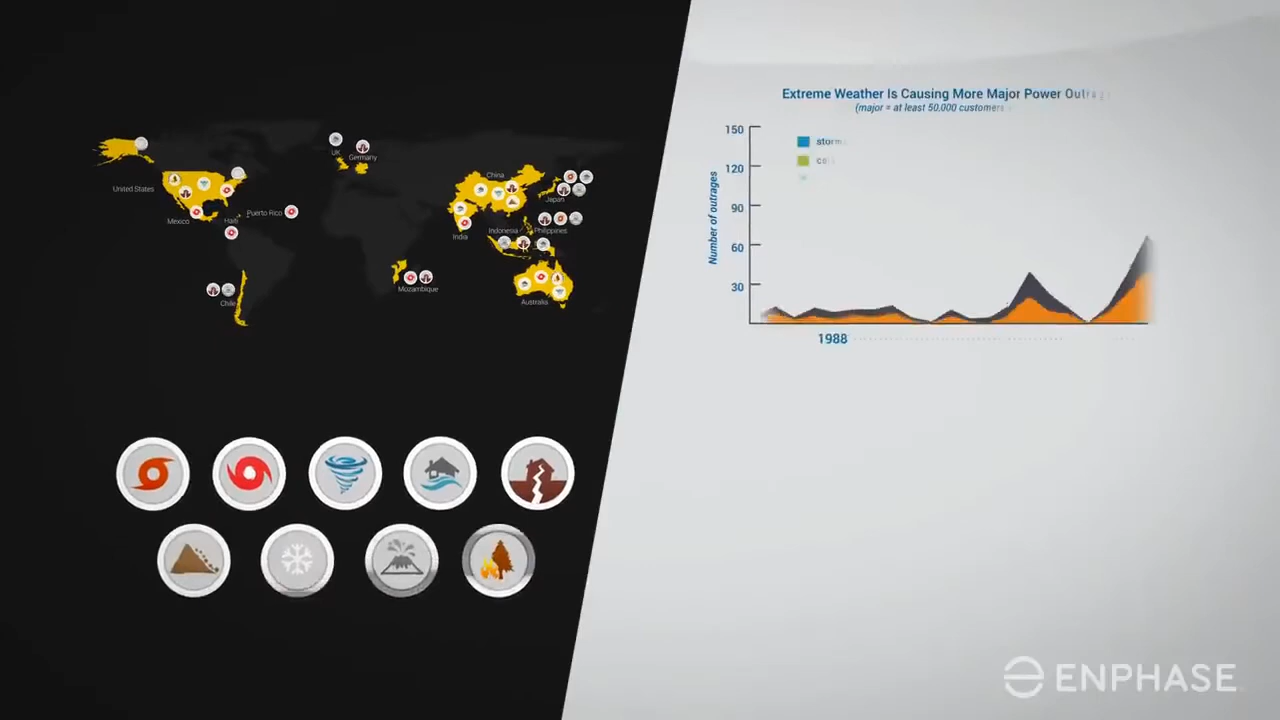 United States
Mexico
Haiti
Puerto Rico
Chile
UK
Germany
Mozambique
China
Japan
India
Indonesia
Philippines
Australia
Extreme Weather Is Causing More Major Power
(major = at least 50,000 customers
Number of outrages
150
120
90
60
30
1988
ENPHASE